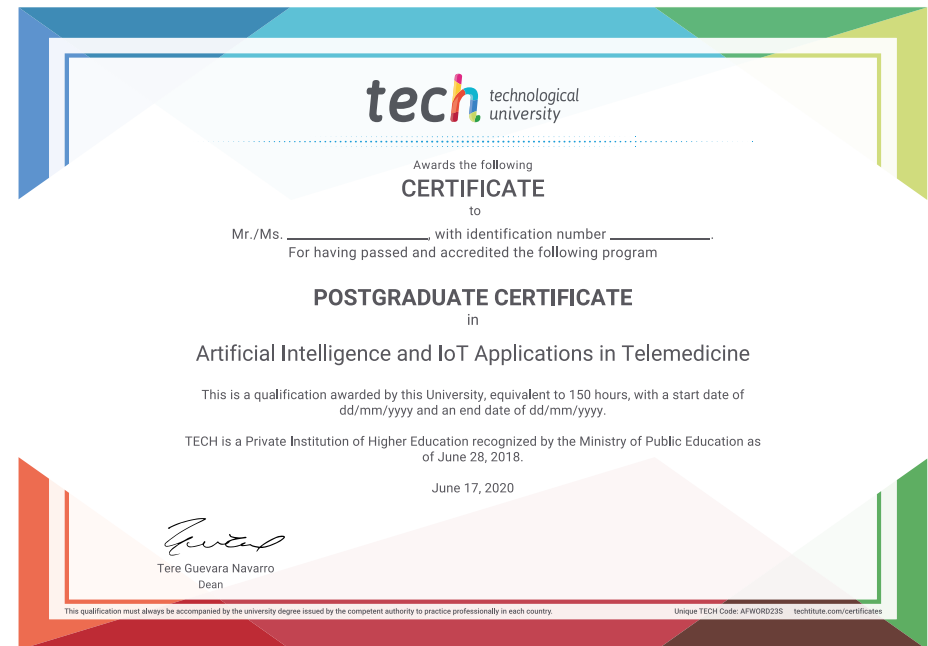 tech technological
university
Awards the following
CERTIFICATE
to
Mr./Ms. ____________________, with identification number ______________.
For having passed and accredited the following program
POSTGRADUATE CERTIFICATE
in
Artificial Intelligence and IoT Applications in Telemedicine
This is a qualification awarded by this University, equivalent to 150 hours, with a start date of
dd/mm/yyyy and an end date of dd/mm/yyyy.
TECH is a Private Institution of Higher Education recognized by the Ministry of Public Education as
of June 28, 2018.
June 17, 2020
Tere Guevara Navarro
Dean
This qualification must always be accompanied by the university degree issued by the competent authority to practice professionally in each country. Unique TECH Code: AFWORD23S techtitute.com/certificates